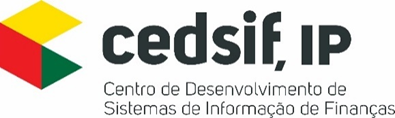 cedsif, IP
Centro de Desenvolvimento de
Sistemas de Informação de Finanças